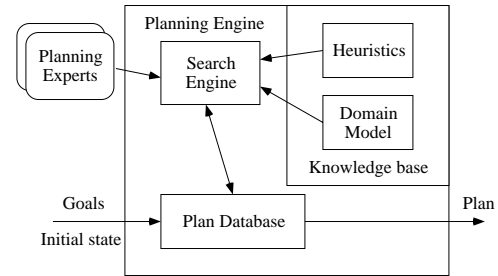 Planning Engine
Planning
Experts
Search
Engine
Heuristics
Domain
Model
Knowledge base
Goals
Initial state
Plan Database
Plan